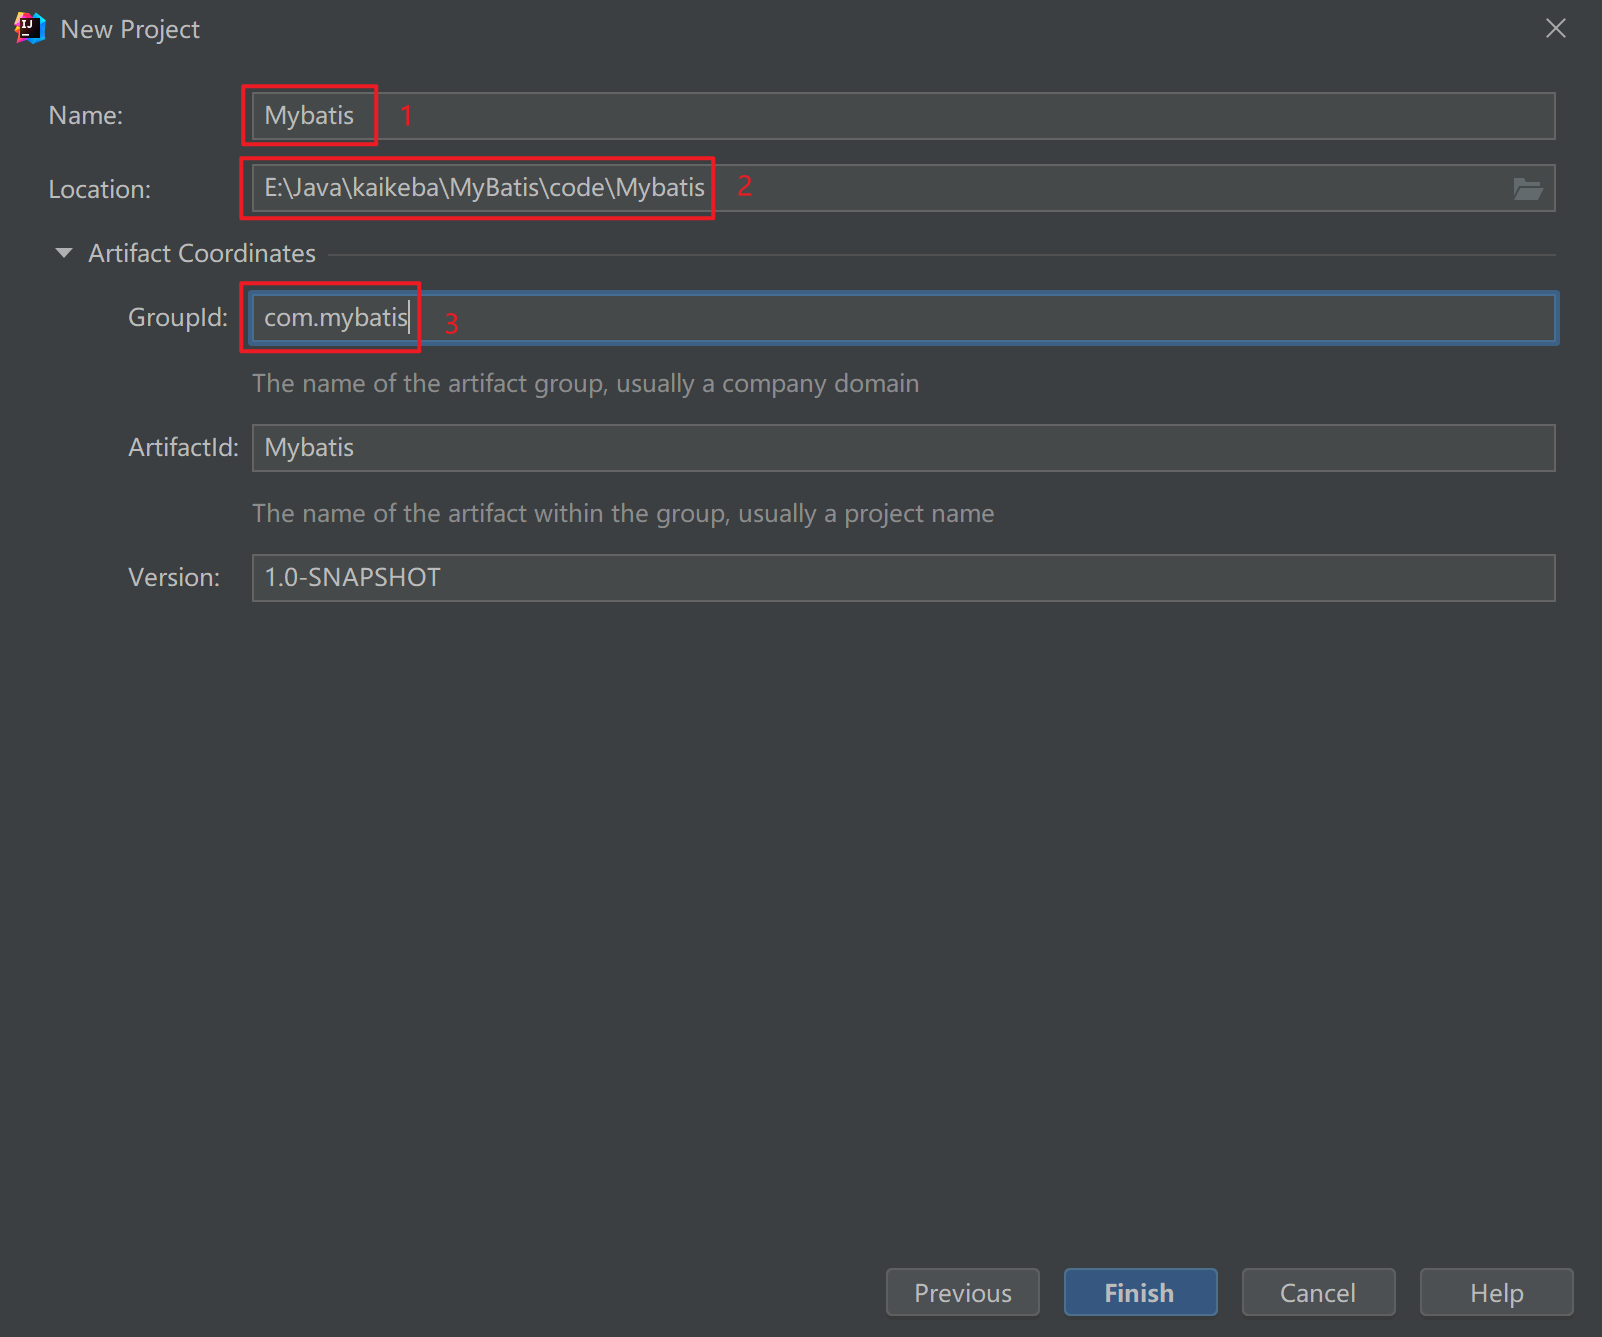 IJ
New Project
Name: Mybatis 1
Location: E:\Java\kaikeba\MyBatis\code\Mybatis 2
Artifact Coordinates
GroupId: com.mybatis 3
The name of the artifact group, usually a company domain
ArtifactId: Mybatis
The name of the artifact within the group, usually a project name
Version: 1.0-SNAPSHOT
Previous Finish Cancel Help